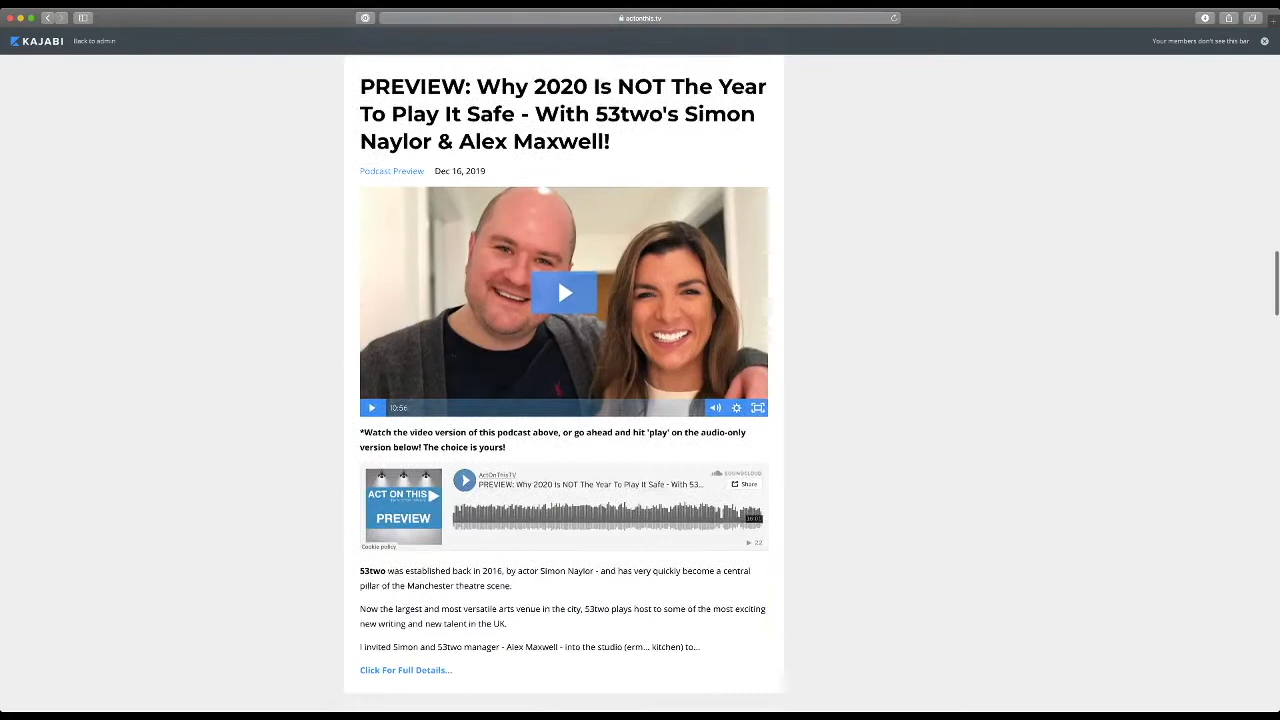 actonthis.tv
KAJABI Back to admin Your members don't see this bar
PREVIEW: Why 2020 Is NOT The Year
To Play It Safe - With 53two's Simon
Naylor & Alex Maxwell!
Podcast Preview Dec 16, 2019
10:56
*Watch the video version of this podcast above, or go ahead and hit 'play' on the audio-only
version below! The choice is yours!
ActOnThisTV
SOUNDCLOUD
PREVIEW: Why 2020 Is NOT The Year To Play It Safe - With 53...
Share
ACT ON THIS
PREVIEW
Cookie policy
22
53two was established back in 2016, by actor Simon Naylor - and has very quickly become a central
pillar of the Manchester theatre scene.
Now the largest and most versatile arts venue in the city, 53two plays host to some of the most exciting
new writing and new talent in the UK.
I invited Simon and 53two manager - Alex Maxwell - into the studio (erm... kitchen) to...
Click For Full Details...